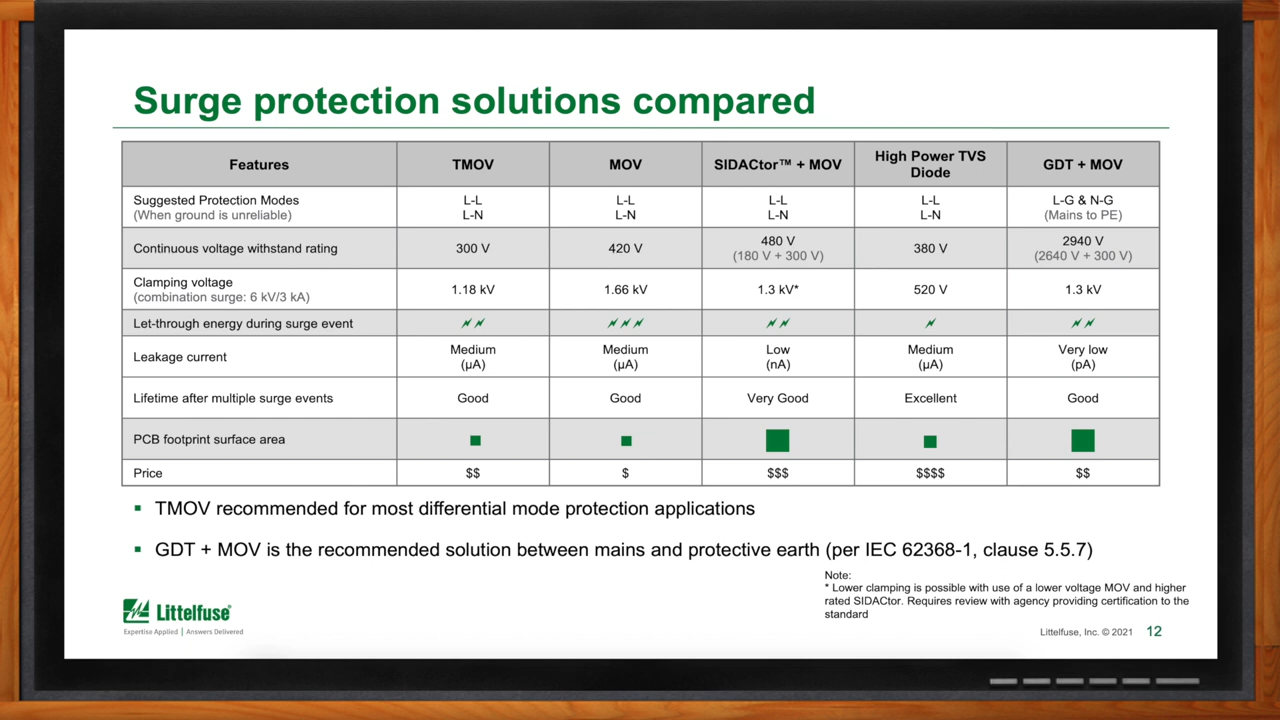 Surge protection solutions compared
Features TMOV MOV SIDACtor™ + MOV High Power TVS Diode GDT + MOV
Suggested Protection Modes L-L L-L L-L L-L L-G & N-G
(When ground is unreliable) L-N L-N L-N L-N (Mains to PE)
Continuous voltage withstand rating 300 V 420 V 480 V 380 V 2940 V
(180 V + 300 V) (2640 V + 300 V)
Clamping voltage
(combination surge: 6 kV/3 kA) 1.18 kV 1.66 kV 1.3 kV* 520 V 1.3 kV
Let-through energy during surge event
Leakage current Medium Medium Low Medium Very low
(µA) (µA) (nA) (µA) (pA)
Lifetime after multiple surge events Good Good Very Good Excellent Good
PCB footprint surface area
Price $$ $ $$$ $$$$ $$
▪ TMOV recommended for most differential mode protection applications
▪ GDT + MOV is the recommended solution between mains and protective earth (per IEC 62368-1, clause 5.5.7)
Note:
* Lower clamping is possible with use of a lower voltage MOV and higher
rated SIDACtor. Requires review with agency providing certification to the
standard
Littelfuse®
Expertise Applied | Answers Delivered
Littelfuse, Inc. © 2021 12